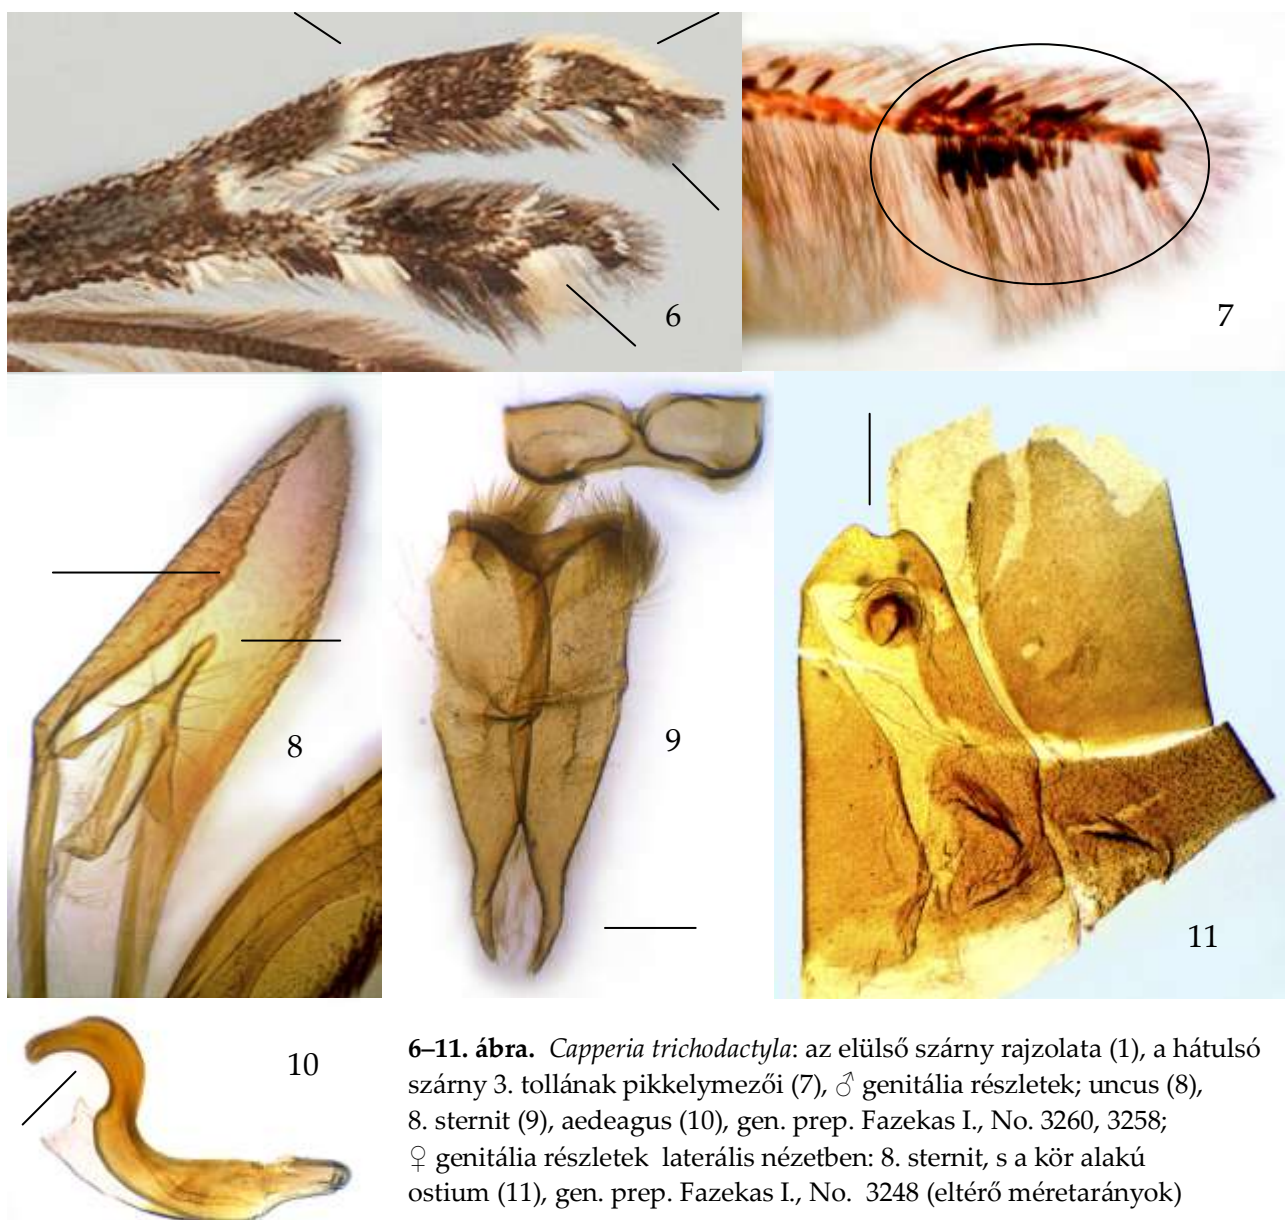 6
7
8
9
11
10
6–11. ábra. Capperia trichodactyla: az elülső szárny rajzolata (1), a hátulsó
szárny 3. tollának pikkelymezői (7), ♂ genitália részletek; uncus (8),
8. sternit (9), aedeagus (10), gen. prep. Fazekas I., No. 3260, 3258;
♀ genitália részletek laterális nézetben: 8. sternit, s a kör alakú
ostium (11), gen. prep. Fazekas I., No. 3248 (eltérő méretarányok)